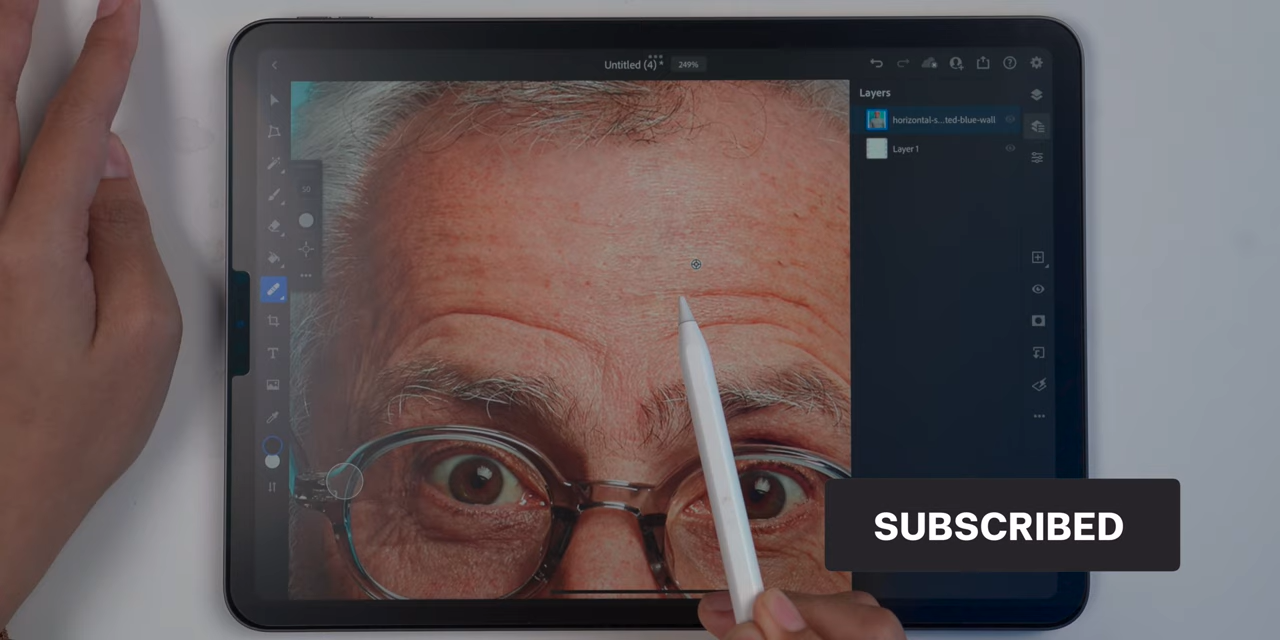 Untitled (4) *
249%
Layers
horizontal-s...ted-blue-wall
Layer 1
SUBSCRIBED